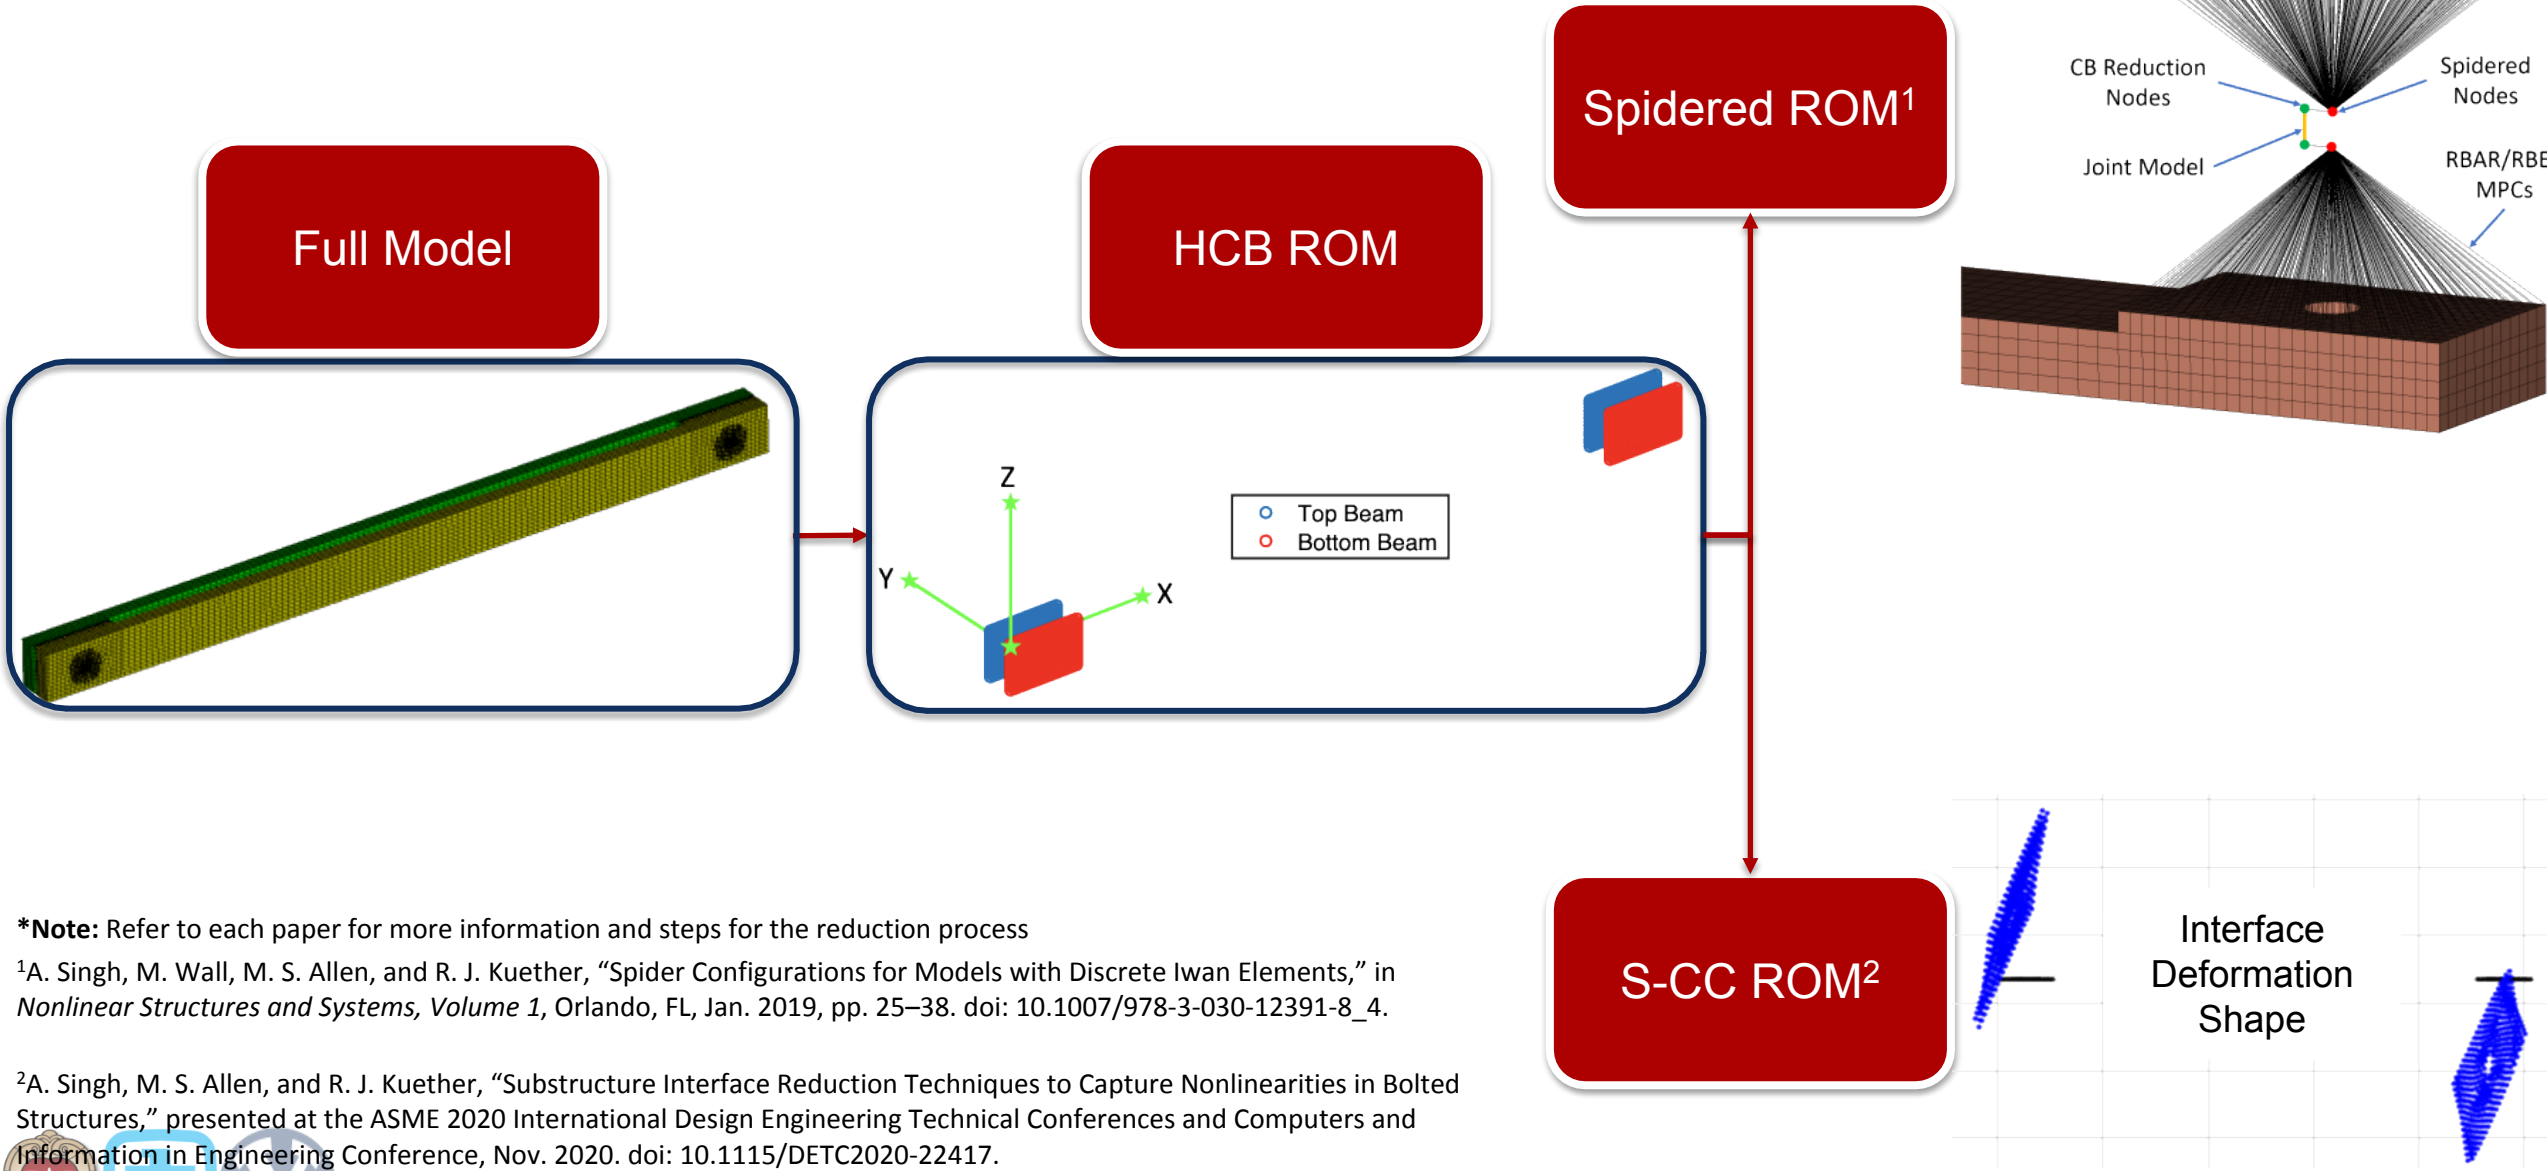 Full Model
HCB ROM
Spidered ROM¹
CB Reduction
Nodes
Spidered
Nodes
Joint Model
MPCs
Z
Y
X
Top Beam
Bottom Beam
S-CC ROM²
Interface
Deformation
Shape
*Note: Refer to each paper for more information and steps for the reduction process
¹A. Singh, M. Wall, M. S. Allen, and R. J. Kuether, “Spider Configurations for Models with Discrete Iwan Elements,” in
Nonlinear Structures and Systems, Volume 1, Orlando, FL, Jan. 2019, pp. 25–38. doi: 10.1007/978-3-030-12391-8_4.
²A. Singh, M. S. Allen, and R. J. Kuether, “Substructure Interface Reduction Techniques to Capture Nonlinearities in Bolted
Structures,” presented at the ASME 2020 International Design Engineering Technical Conferences and Computers and
Information in Engineering Conference, Nov. 2020. doi: 10.1115/DETC2020-22417.